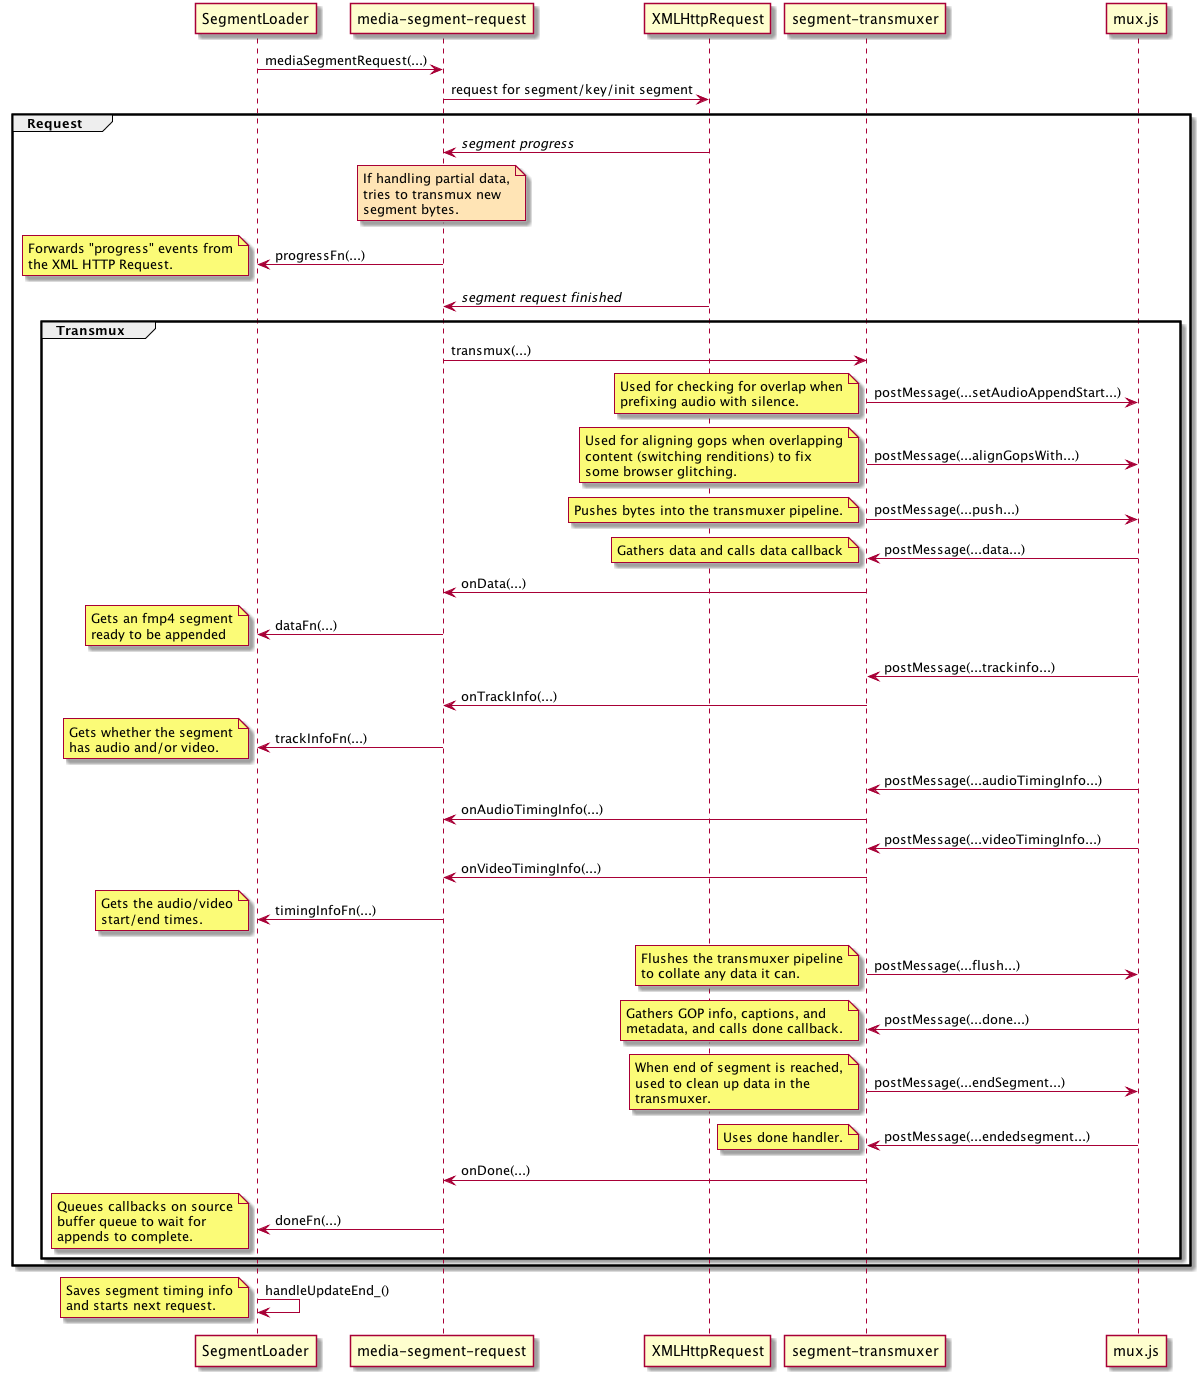 SegmentLoader
media-segment-request
XMLHttpRequest
segment-transmuxer
mux.js
mediaSegmentRequest(...)
request for segment/key/init segment
Request
segment progress
If handling partial data,
tries to transmux new
segment bytes.
Forwards "progress" events from
the XML HTTP Request.
progressFn(...)
segment request finished
Transmux
transmux(...)
Used for checking for overlap when
prefixing audio with silence.
postMessage(...setAudioAppendStart...)
Used for aligning gops when overlapping
content (switching renditions) to fix
some browser glitching.
postMessage(...alignGopsWith...)
Pushes bytes into the transmuxer pipeline.
postMessage(...push...)
Gathers data and calls data callback
postMessage(...data...)
onData(...)
Gets an fmp4 segment
ready to be appended
dataFn(...)
postMessage(...trackinfo...)
onTrackInfo(...)
Gets whether the segment
has audio and/or video.
trackInfoFn(...)
postMessage(...audioTimingInfo...)
onAudioTimingInfo(...)
postMessage(...videoTimingInfo...)
onVideoTimingInfo(...)
Gets the audio/video
start/end times.
timingInfoFn(...)
Flushes the transmuxer pipeline
to collate any data it can.
postMessage(...flush...)
Gathers GOP info, captions, and
metadata, and calls done callback.
postMessage(...done...)
When end of segment is reached,
used to clean up data in the
transmuxer.
postMessage(...endSegment...)
Uses done handler.
postMessage(...endedsegment...)
onDone(...)
Queues callbacks on source
buffer queue to wait for
appends to complete.
doneFn(...)
Saves segment timing info
and starts next request.
handleUpdateEnd_()
SegmentLoader
media-segment-request
XMLHttpRequest
segment-transmuxer
mux.js